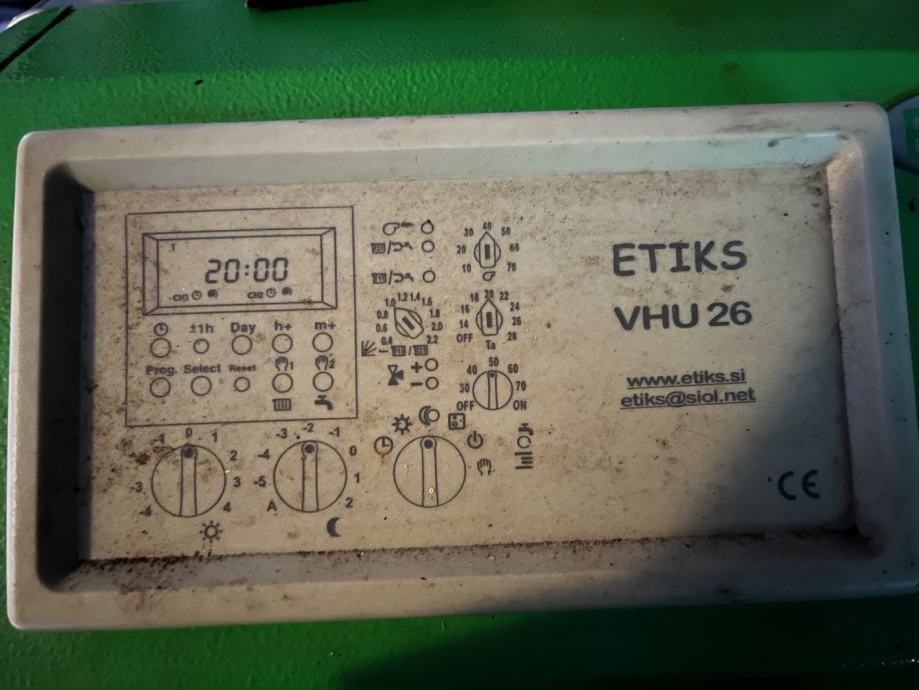 20:00
CH1 CH2
±1h Day h+ m+
Prog. Select Reset 1 2
10 20 30 40 50 60 70
0.4 0.6 0.8 1.0 1.2 1.4 1.6 1.8 2.0 2.2
OFF 14 16 18 20 22 24 26 28
Ta
+
-
OFF 30 40 50 60 70 ON
-4 -3 -1 0 1 2 3 4
A -5 -4 -3 -2 -1 0 1 2
ETIKS
VHU 26
www.etiks.si
etiks@siol.net
CE